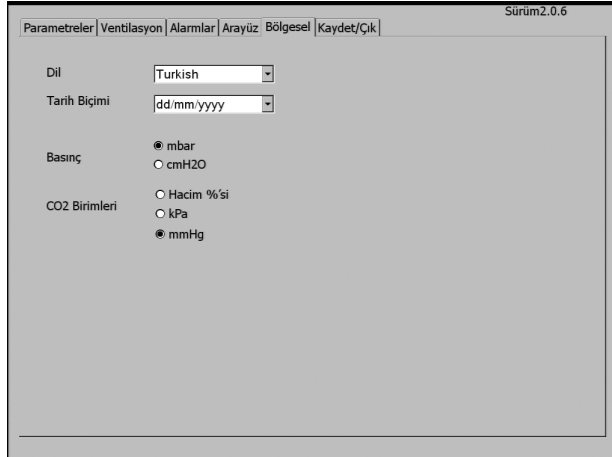 Sürüm2.0.6
Parametreler Ventilasyon Alarmlar Arayüz Bölgesel Kaydet/Çık
Dil Turkish
Tarih Biçimi dd/mm/yyyy
Basınç
mbar
cmH2O
CO2 Birimleri
Hacim %'si
kPa
mmHg